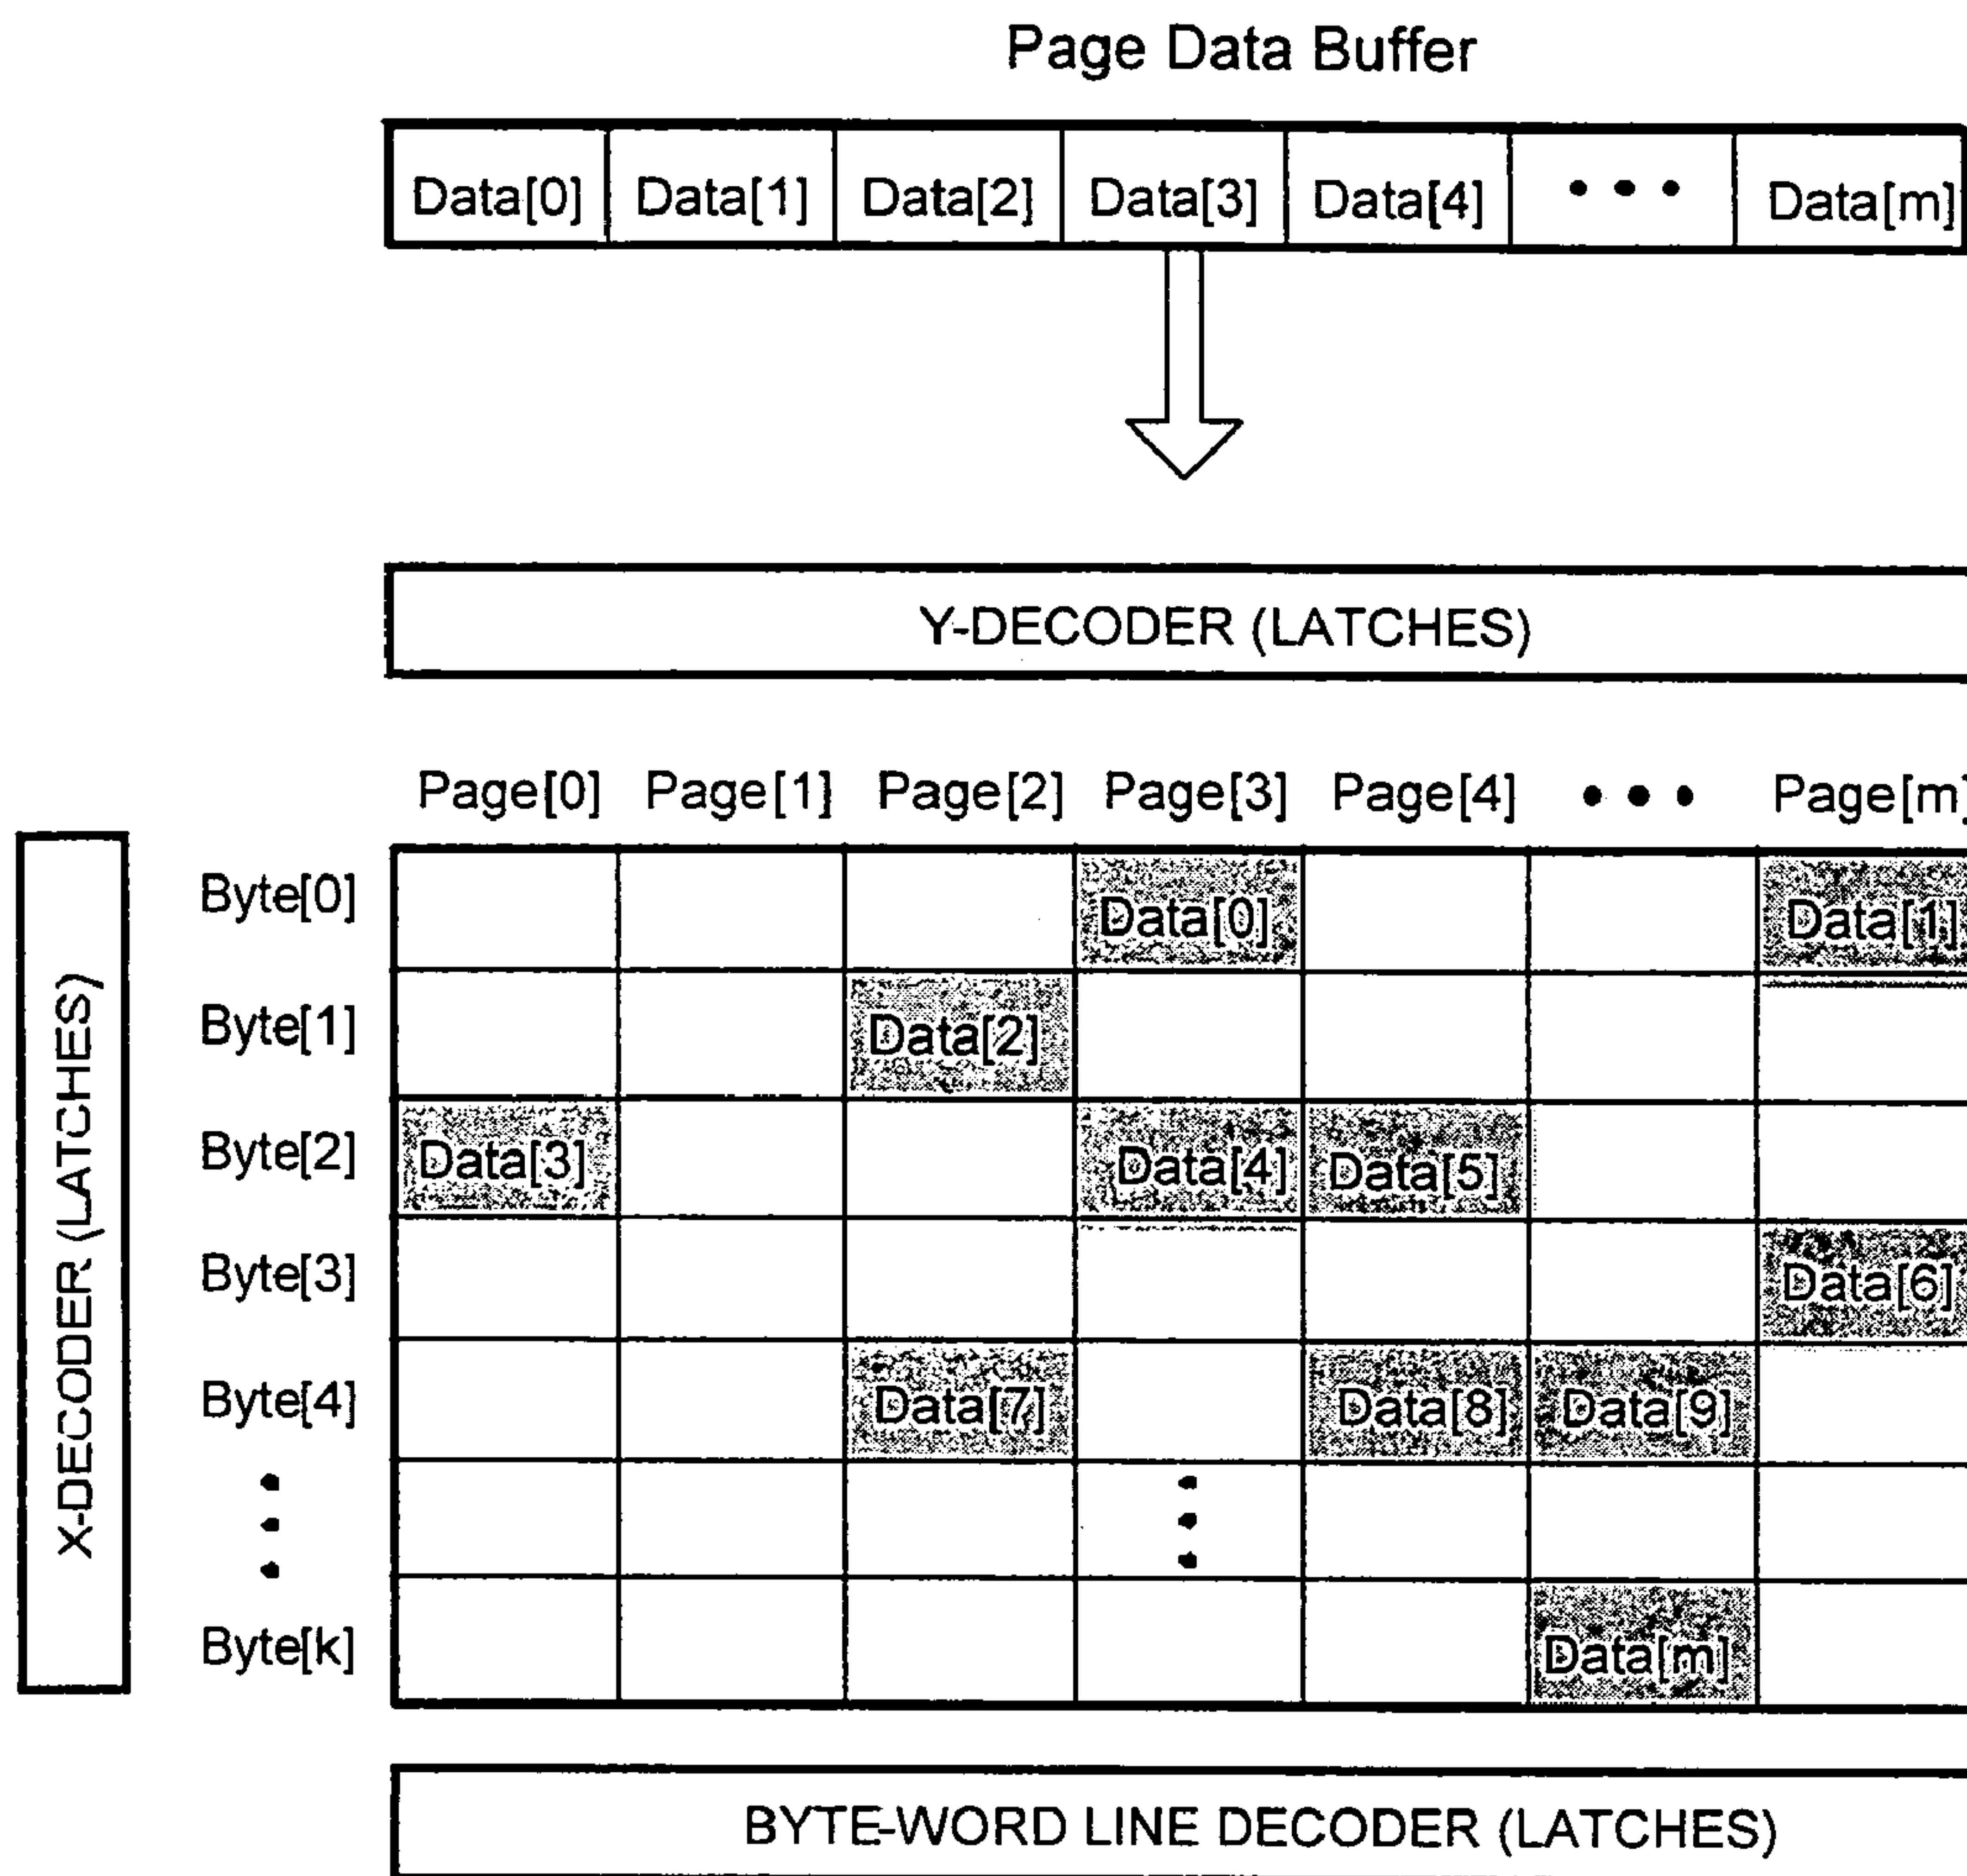 Page Data Buffer
Data[0] Data[1] Data[2] Data[3] Data[4] • • • Data[m]
Y-DECODER (LATCHES)
Page[0] Page[1] Page[2] Page[3] Page[4] • • • Page[m]
X-DECODER (LATCHES)
Byte[0] Data[0] Data[1]
Byte[1] Data[2]
Byte[2] Data[3] Data[4] Data[5]
Byte[3] Data[6]
Byte[4] Data[7] Data[8] Data[9]
Byte[k] Data[m]
BYTE-WORD LINE DECODER (LATCHES)